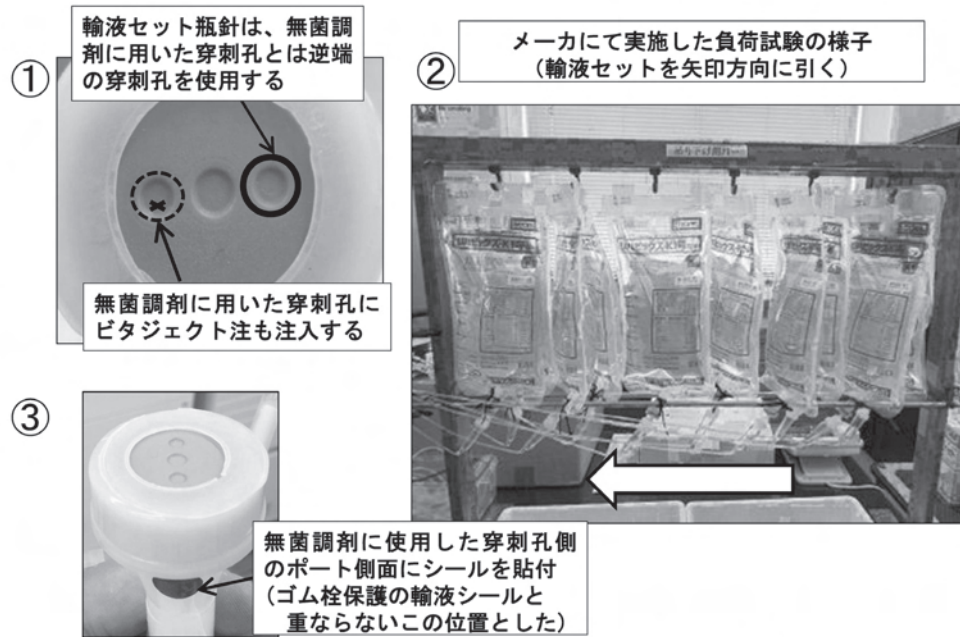 ①
輸液セット瓶針は、無菌調
剤に用いた穿刺孔とは逆端
の穿刺孔を使用する
無菌調剤に用いた穿刺孔に
ビタジェクト注も注入する
②
メーカにて実施した負荷試験の様子
（輸液セットを矢印方向に引く）
③
無菌調剤に使用した穿刺孔側
のポート側面にシールを貼付
（ゴム栓保護の輸液シールと
重ならないこの位置とした）